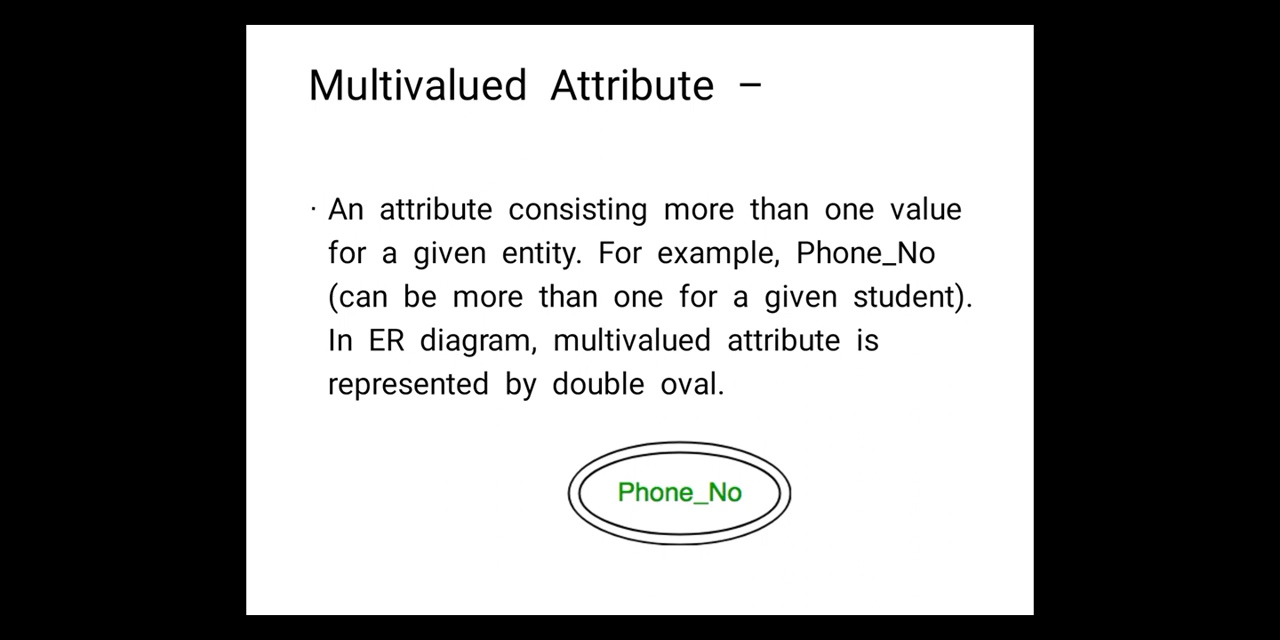 Multivalued Attribute –
· An attribute consisting more than one value
for a given entity. For example, Phone_No
(can be more than one for a given student).
In ER diagram, multivalued attribute is
represented by double oval.
Phone_No